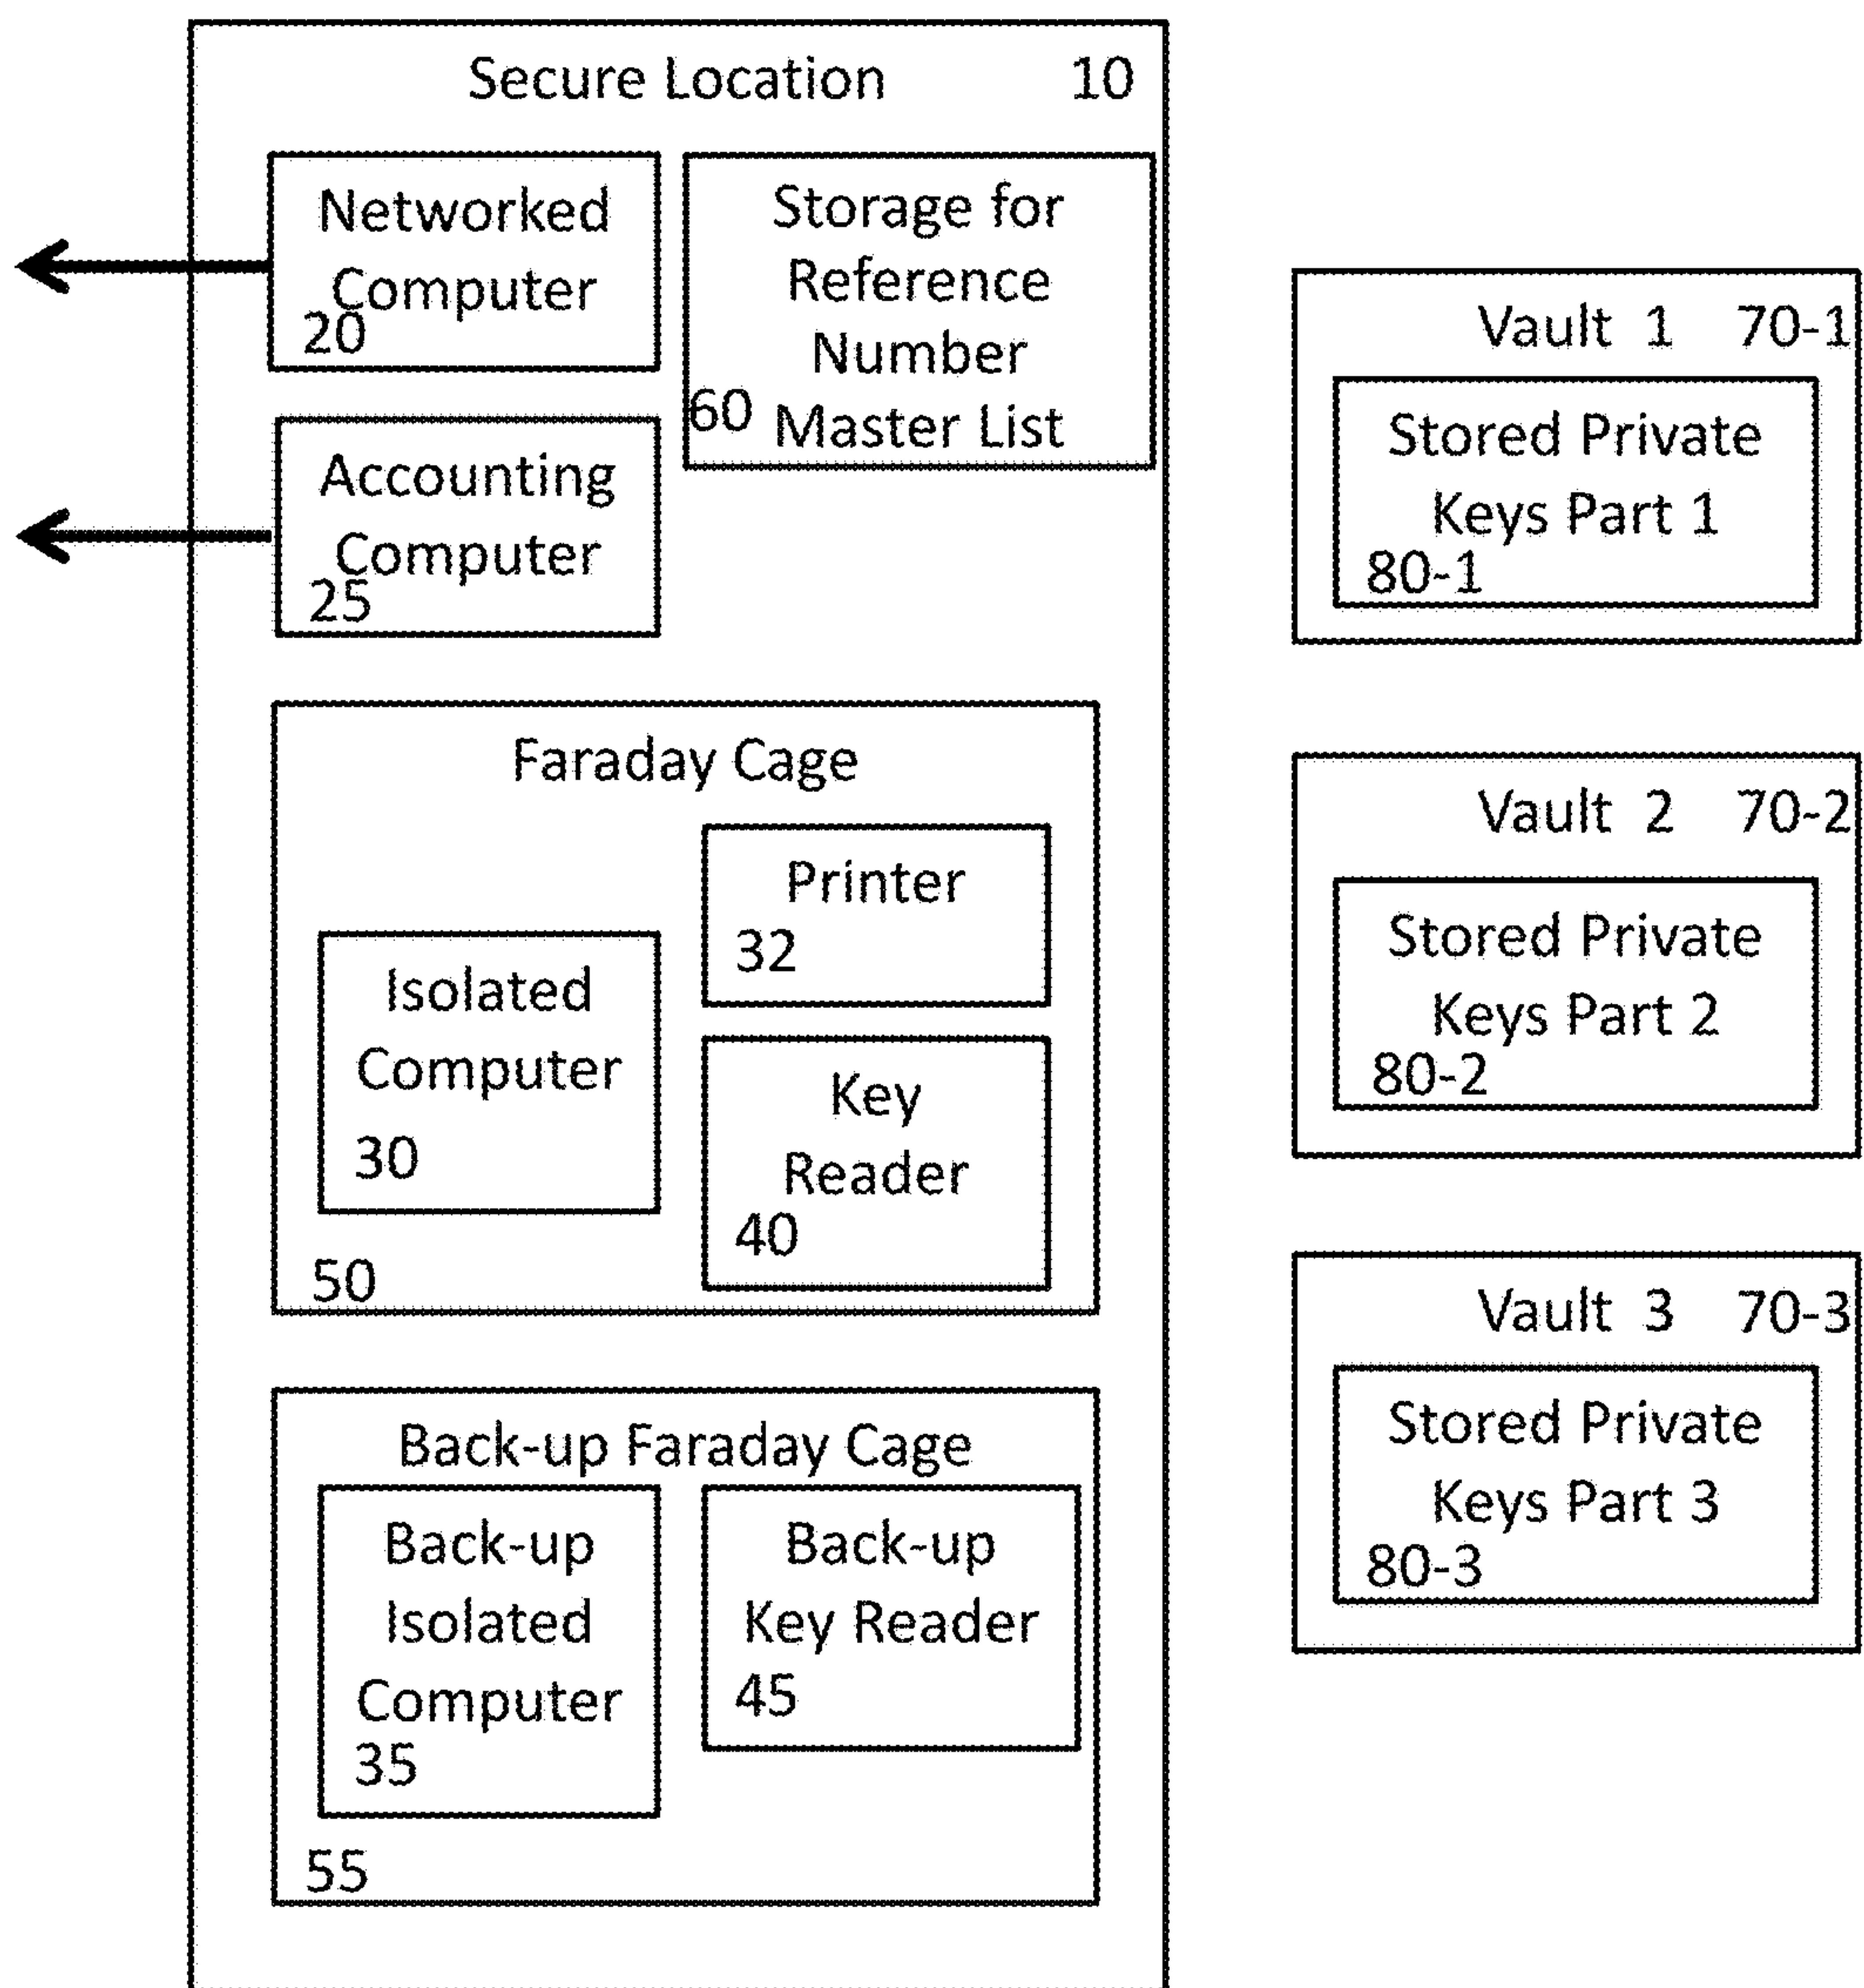 Secure Location 10
Networked
Computer
20
Storage for
Reference
Number
60 Master List
Accounting
Computer
25
Faraday Cage
Printer
32
Isolated
Computer
30
Key
Reader
40
50
Back-up Faraday Cage
Back-up
Isolated
Computer
35
Back-up
Key Reader
45
55
Vault 1 70-1
Stored Private
Keys Part 1
80-1
Vault 2 70-2
Stored Private
Keys Part 2
80-2
Vault 3 70-3
Stored Private
Keys Part 3
80-3